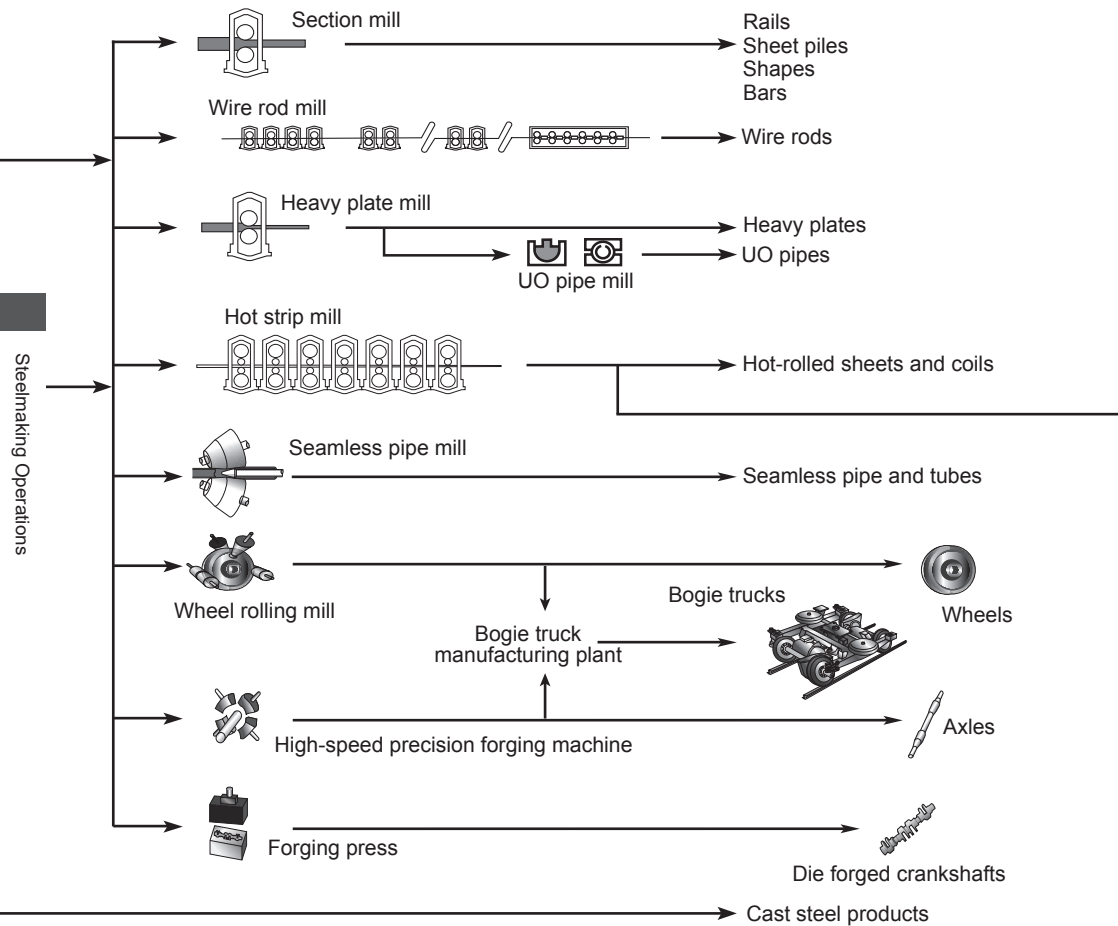 Section mill
Rails
Sheet piles
Shapes
Bars
Wire rod mill
Wire rods
Heavy plate mill
Heavy plates
UO pipes
UO pipe mill
Hot strip mill
Hot-rolled sheets and coils
Steelmaking Operations
Seamless pipe mill
Seamless pipe and tubes
Wheel rolling mill
Bogie trucks
Wheels
Bogie truck
manufacturing plant
High-speed precision forging machine
Axles
Forging press
Die forged crankshafts
Cast steel products